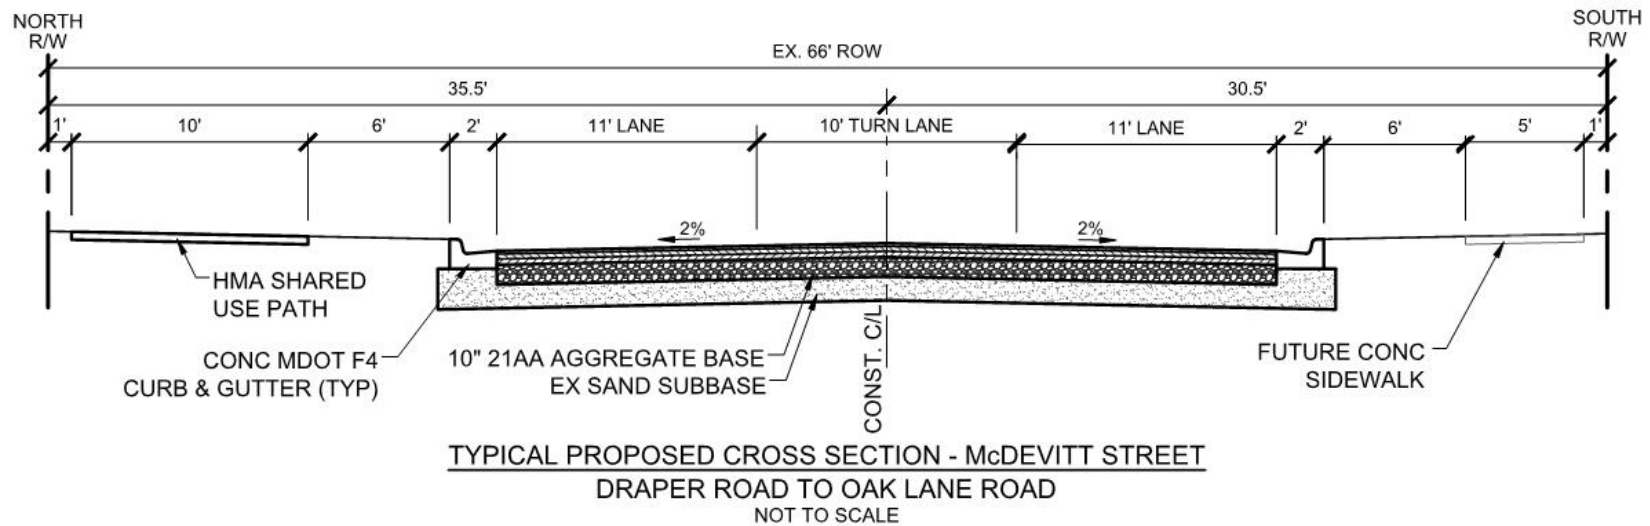 NORTH
R/W
SOUTH
R/W
EX. 66' ROW
35.5'
30.5'
1'
10'
6'
2'
11' LANE
10' TURN LANE
11' LANE
2'
6'
5'
1'
2%
2%
HMA SHARED
USE PATH
CONC MDOT F4
CURB & GUTTER (TYP)
10" 21AA AGGREGATE BASE
EX SAND SUBBASE
CONST. C/L
FUTURE CONC
SIDEWALK
TYPICAL PROPOSED CROSS SECTION - McDEVITT STREET
DRAPER ROAD TO OAK LANE ROAD
NOT TO SCALE